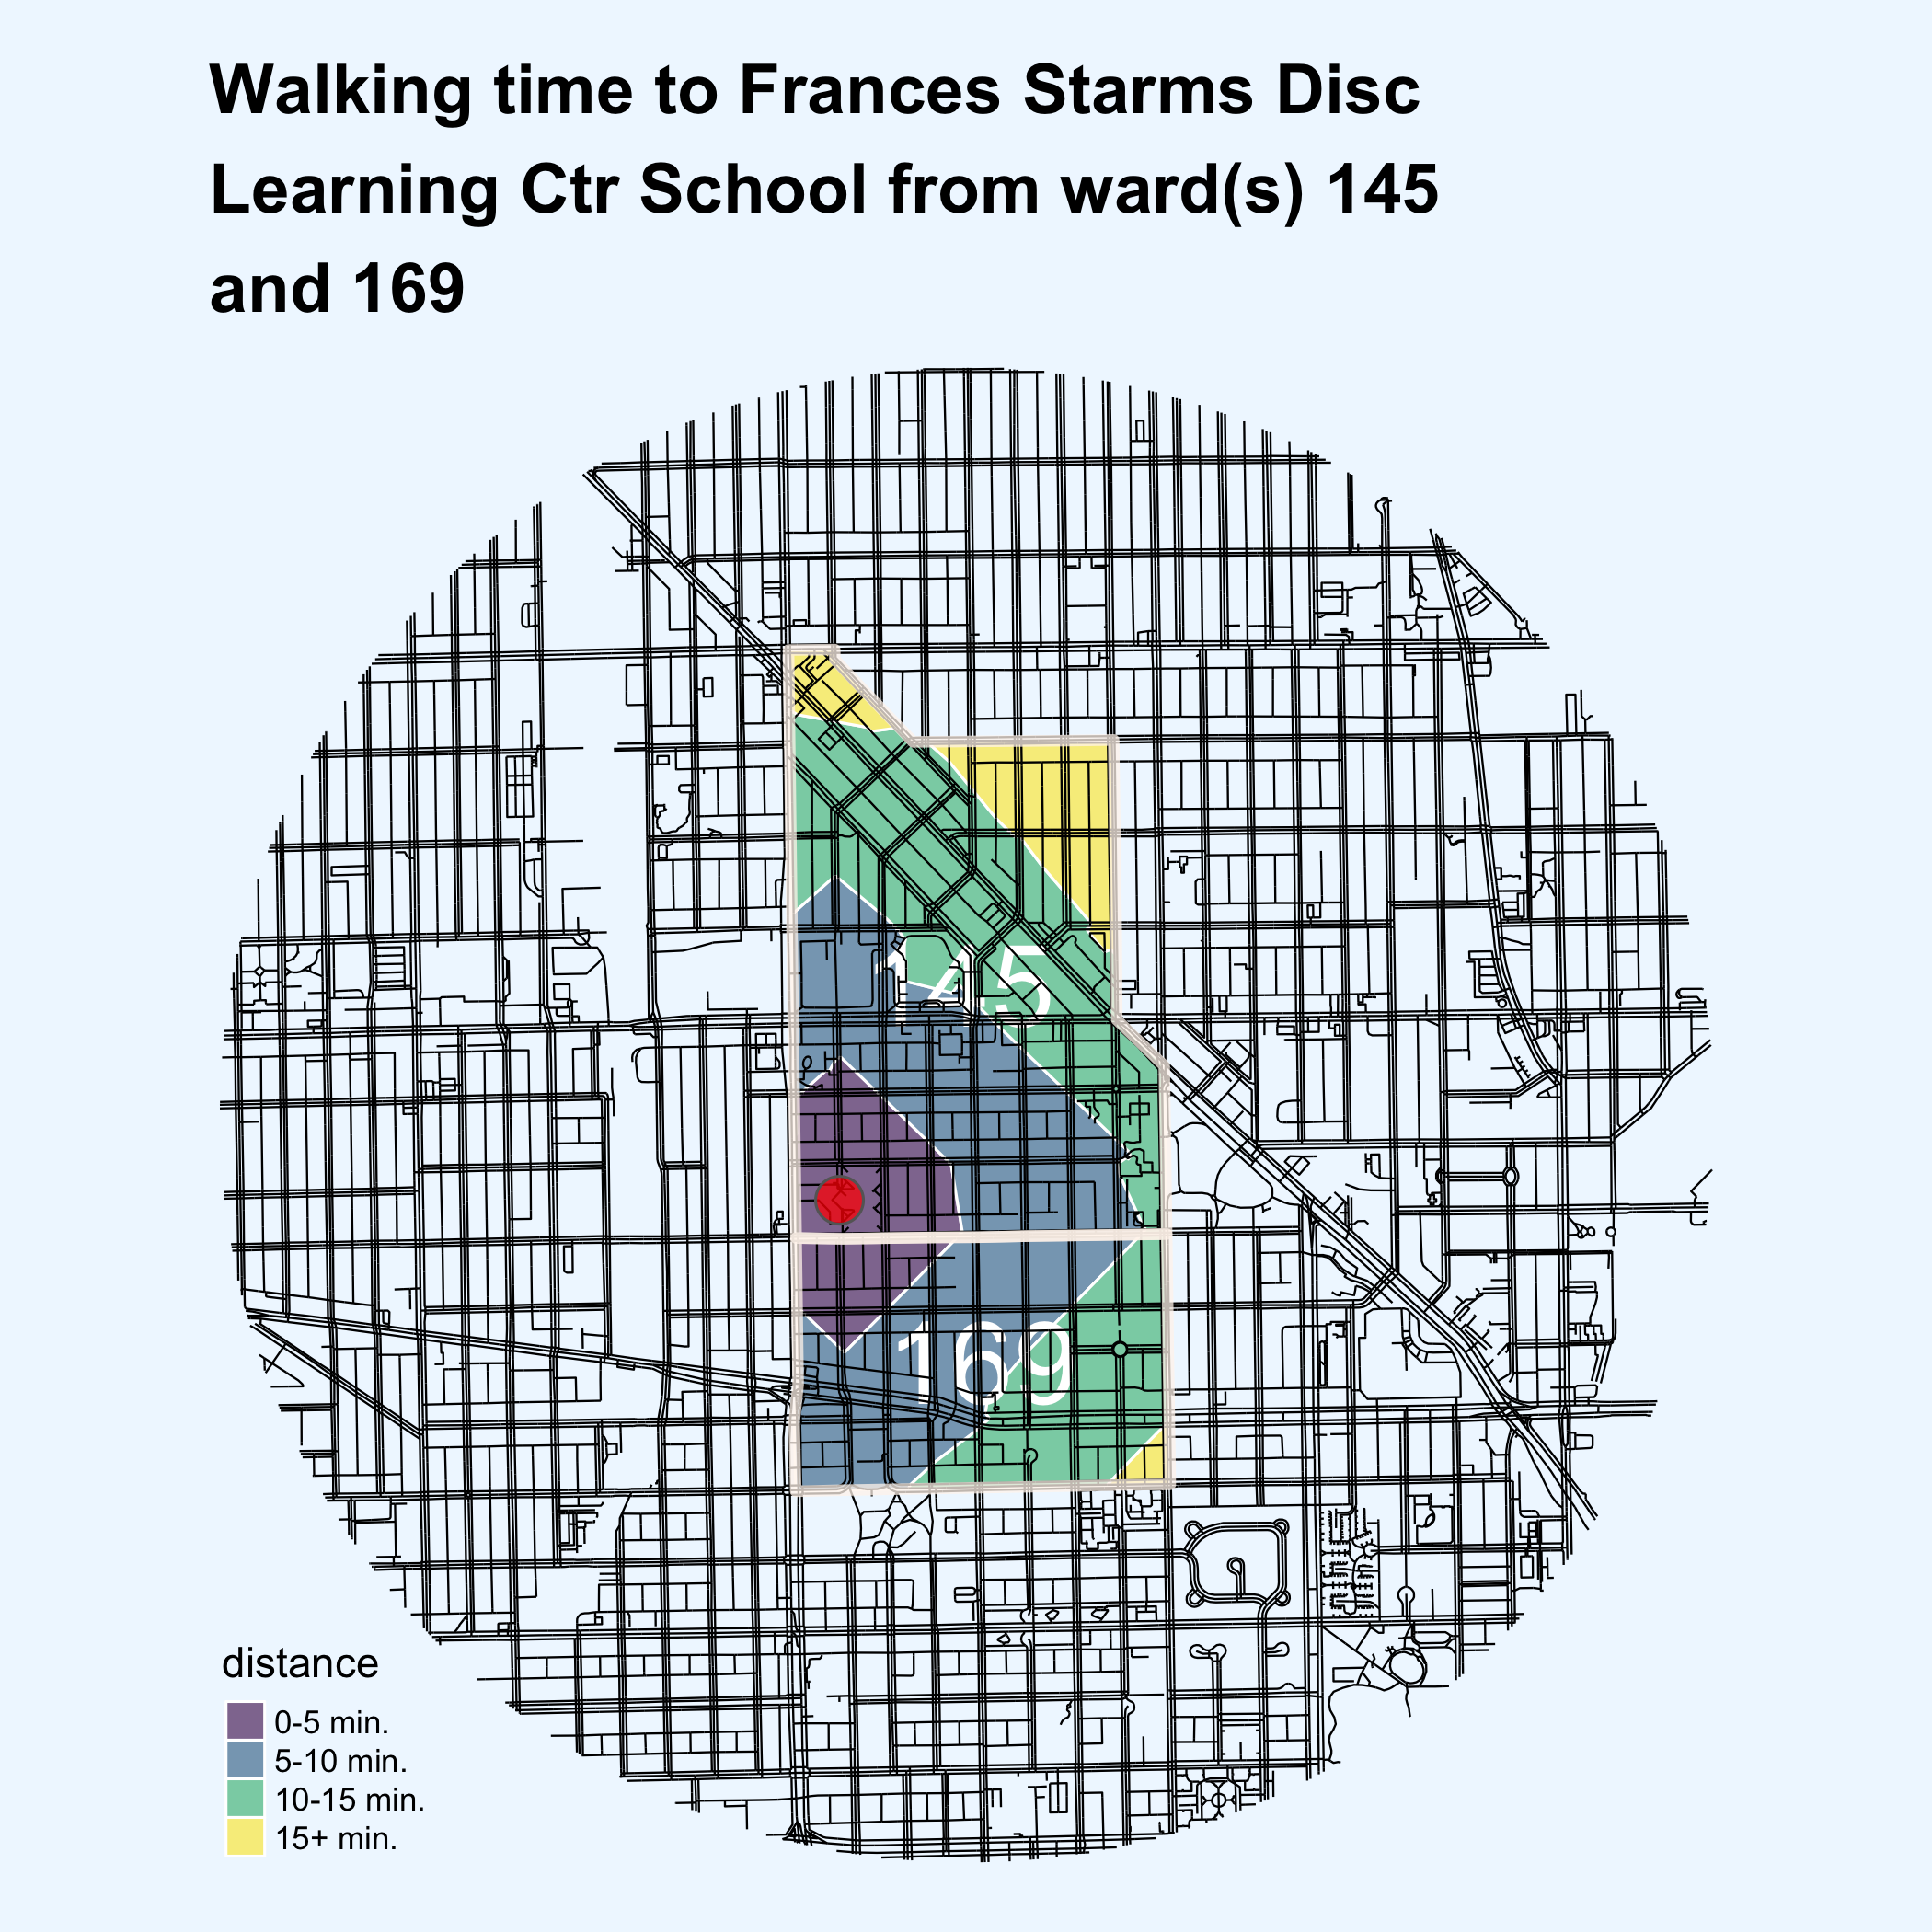 Walking time to Frances Starms Disc
Learning Ctr School from ward(s) 145
and 169
145
169
distance
0-5 min.
5-10 min.
10-15 min.
15+ min.